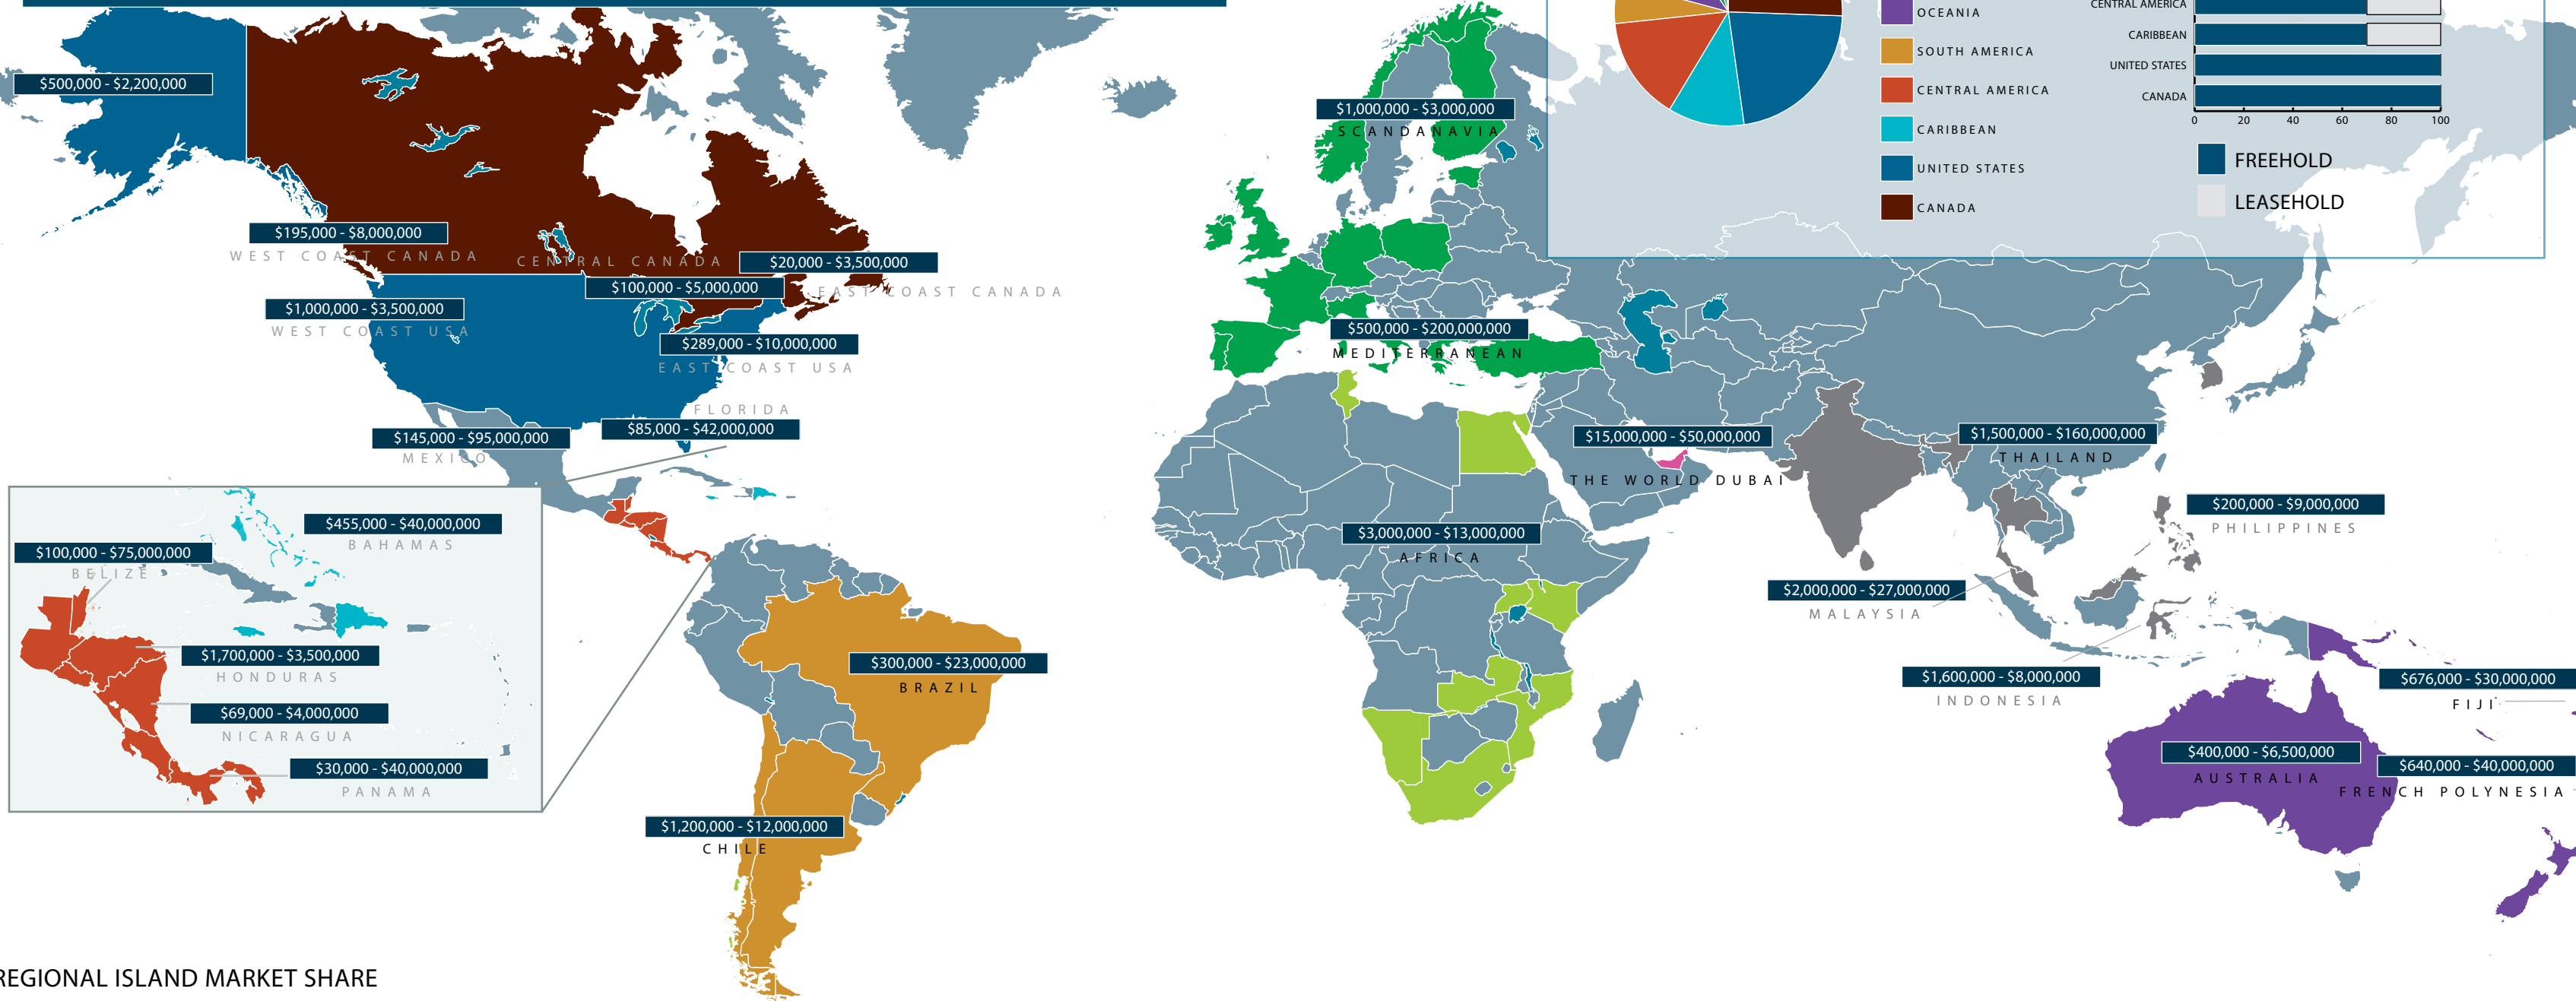 $500,000 - $2,200,000
$195,000 - $8,000,000
WEST COAST CANADA
CENTRAL CANADA
$100,000 - $5,000,000
$20,000 - $3,500,000
EAST COAST CANADA
$1,000,000 - $3,500,000
WEST COAST USA
$289,000 - $10,000,000
EAST COAST USA
FLORIDA
$85,000 - $42,000,000
$145,000 - $95,000,000
MEXICO
$455,000 - $40,000,000
BAHAMAS
$100,000 - $75,000,000
BELIZE
$1,700,000 - $3,500,000
HONDURAS
$69,000 - $4,000,000
NICARAGUA
$30,000 - $40,000,000
PANAMA
$300,000 - $23,000,000
BRAZIL
$1,200,000 - $12,000,000
CHILE
$1,000,000 - $3,000,000
SCANDANAVIA
$500,000 - $200,000,000
MEDITERRANEAN
$15,000,000 - $50,000,000
THE WORLD DUBAI
$3,000,000 - $13,000,000
AFRICA
$1,500,000 - $160,000,000
THAILAND
$200,000 - $9,000,000
PHILIPPINES
$2,000,000 - $27,000,000
MALAYSIA
$1,600,000 - $8,000,000
INDONESIA
$676,000 - $30,000,000
FIJI
$400,000 - $6,500,000
AUSTRALIA
$640,000 - $40,000,000
FRENCH POLYNESIA
OCEANIA
SOUTH AMERICA
CENTRAL AMERICA
CARIBBEAN
UNITED STATES
CANADA
CENTRAL AMERICA
CARIBBEAN
UNITED STATES
CANADA
0 20 40 60 80 100
FREEHOLD
LEASEHOLD
REGIONAL ISLAND MARKET SHARE